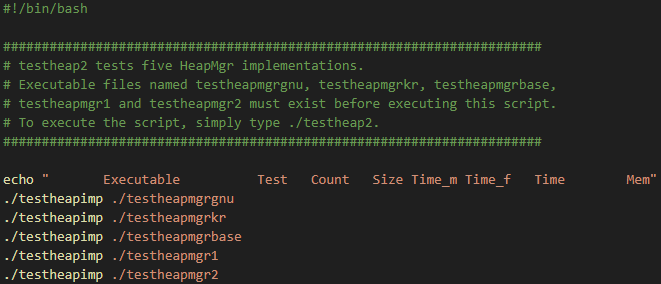 #!/bin/bash
######################################################################
# testheap2 tests five HeapMgr implementations.
# Executable files named testheapmgrgnu, testheapmgrkr, testheapmgrbase,
# testheapmgr1 and testheapmgr2 must exist before executing this script.
# To execute the script, simply type ./testheap2.
######################################################################
echo "       Executable          Test   Count   Size Time_m Time_f   Time        Mem"
./testheapimp ./testheapmgrgnu
./testheapimp ./testheapmgrkr
./testheapimp ./testheapmgrbase
./testheapimp ./testheapmgr1
./testheapimp ./testheapmgr2